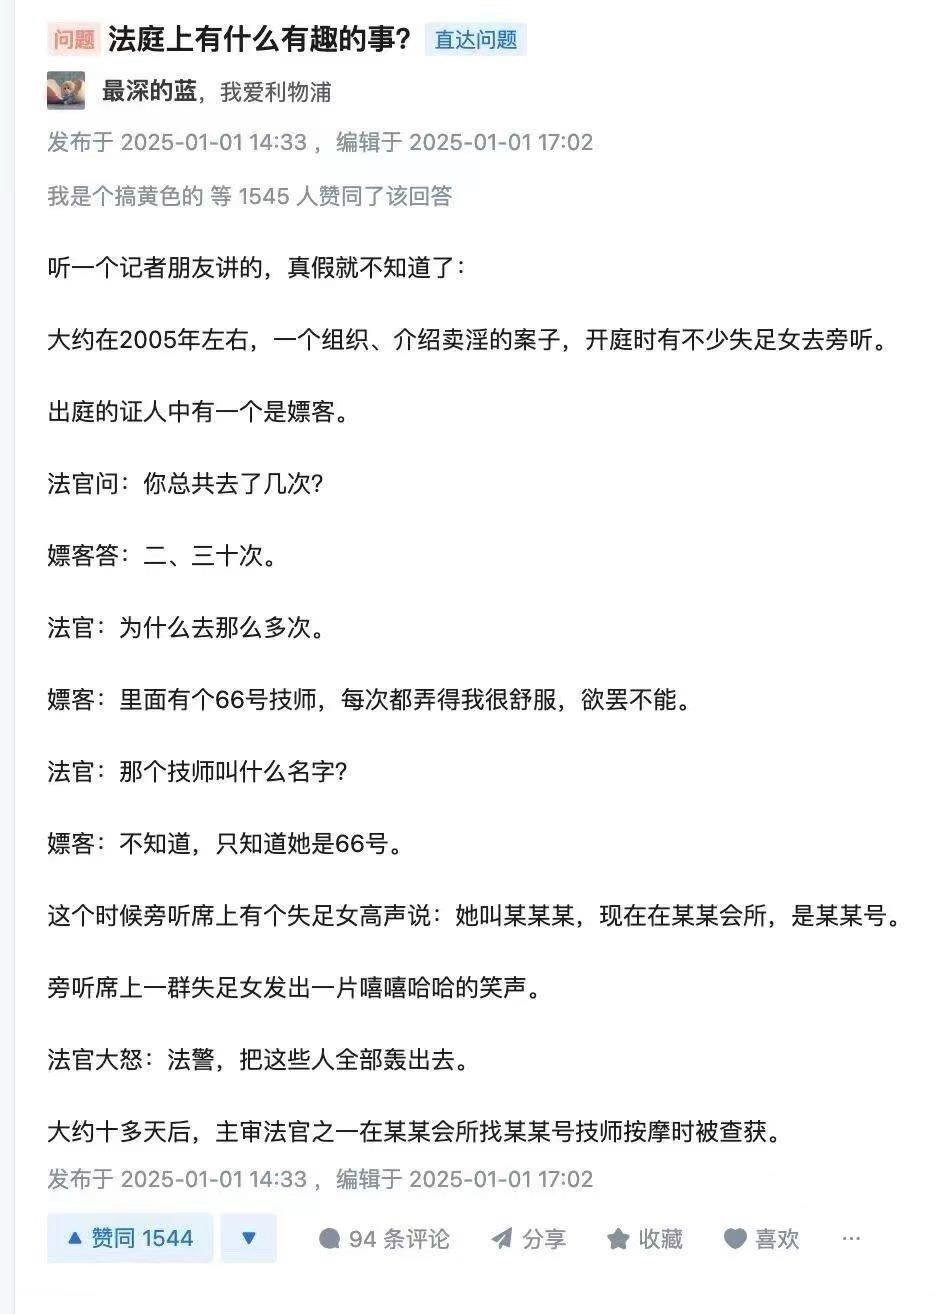 问题 法庭上有什么有趣的事? 直达问题
最深的蓝，我爱利物浦
发布于 2025-01-01 14:33 ，编辑于 2025-01-01 17:02
我是个搞黄色的 等 1545 人赞同了该回答
听一个记者朋友讲的，真假就不知道了：
大约在2005年左右，一个组织、介绍卖淫的案子，开庭时有不少失足女去旁听。
出庭的证人中有一个是嫖客。
法官问：你总共去了几次?
嫖客答：二、三十次。
法官：为什么去那么多次。
嫖客：里面有个66号技师，每次都弄得我很舒服，欲罢不能。
法官：那个技师叫什么名字?
嫖客：不知道，只知道她是66号。
这个时候旁听席上有个失足女高声说：她叫某某某，现在在某某会所，是某某号。
旁听席上一群失足女发出一片嘻嘻哈哈的笑声。
法官大怒：法警，把这些人全部轰出去。
大约十多天后，主审法官之一在某某会所找某某号技师按摩时被查获。
发布于 2025-01-01 14:33 ，编辑于 2025-01-01 17:02
赞同 1544 94 条评论 分享 收藏 喜欢 ...